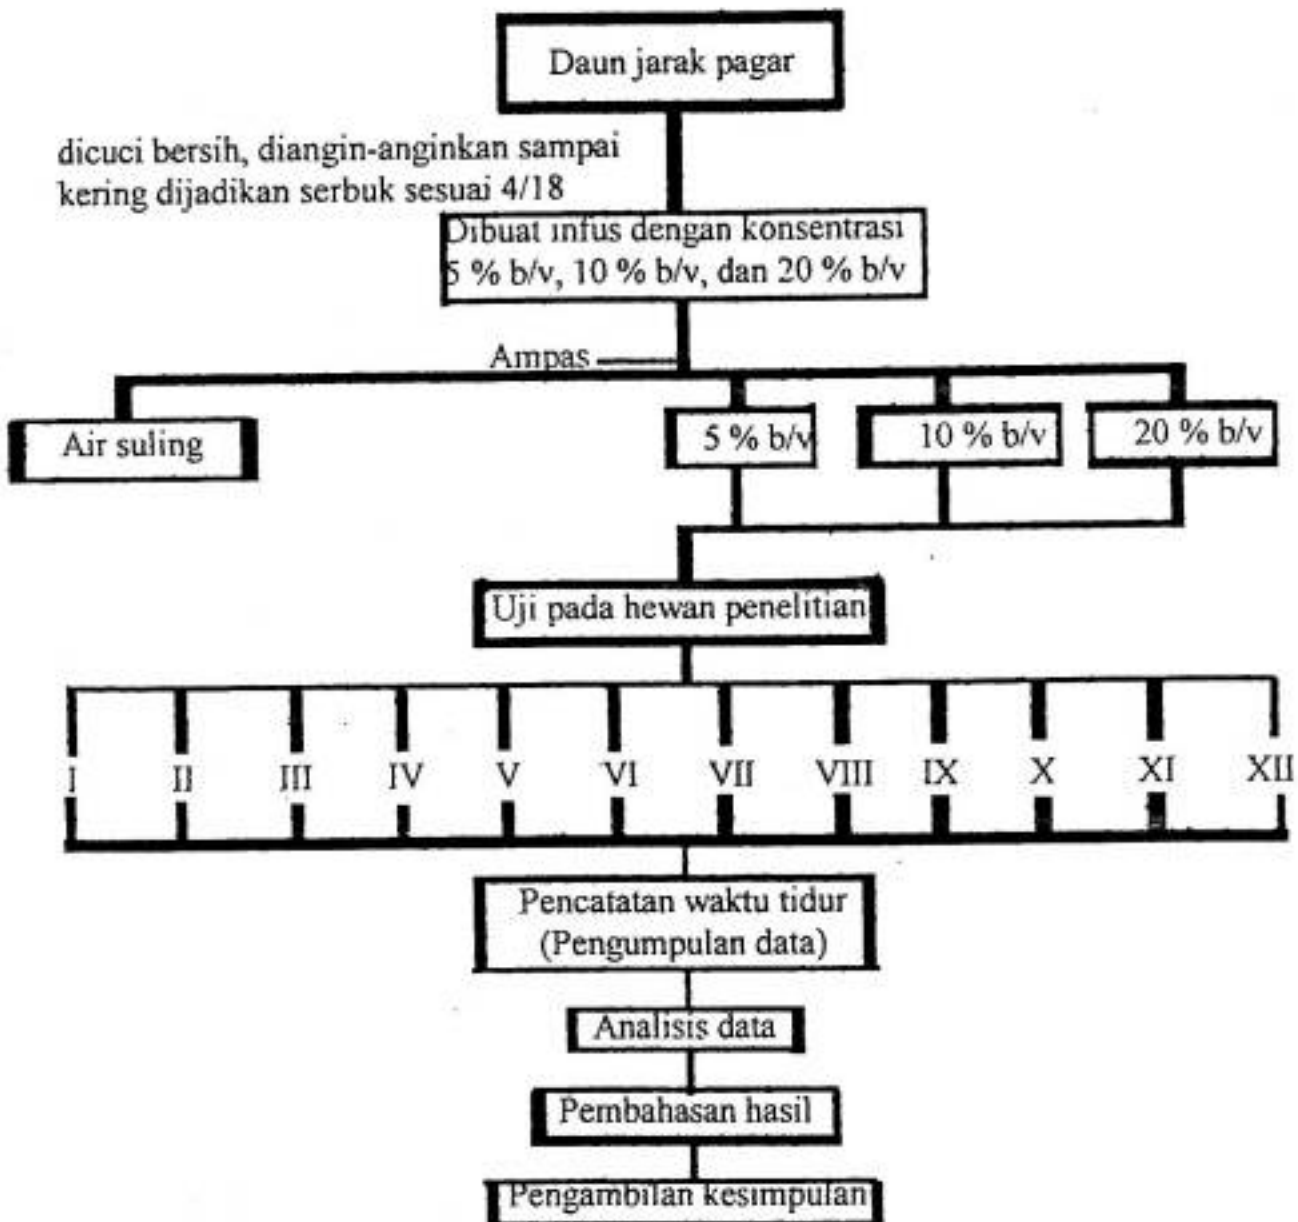 Daun jarak pagar
dicuci bersih, diangin-anginkan sampai
kering dijadikan serbuk sesuai 4/18
Dibuat infus dengan konsentrasi
5 % b/v, 10 % b/v, dan 20 % b/v
Ampas
Air suling
5 % b/v
10 % b/v
20 % b/v
Uji pada hewan penelitian
I II III IV V VI VII VIII IX X XI XII
Pencatatan waktu tidur
(Pengumpulan data)
Analisis data
Pembahasan hasil
Pengambilan kesimpulan